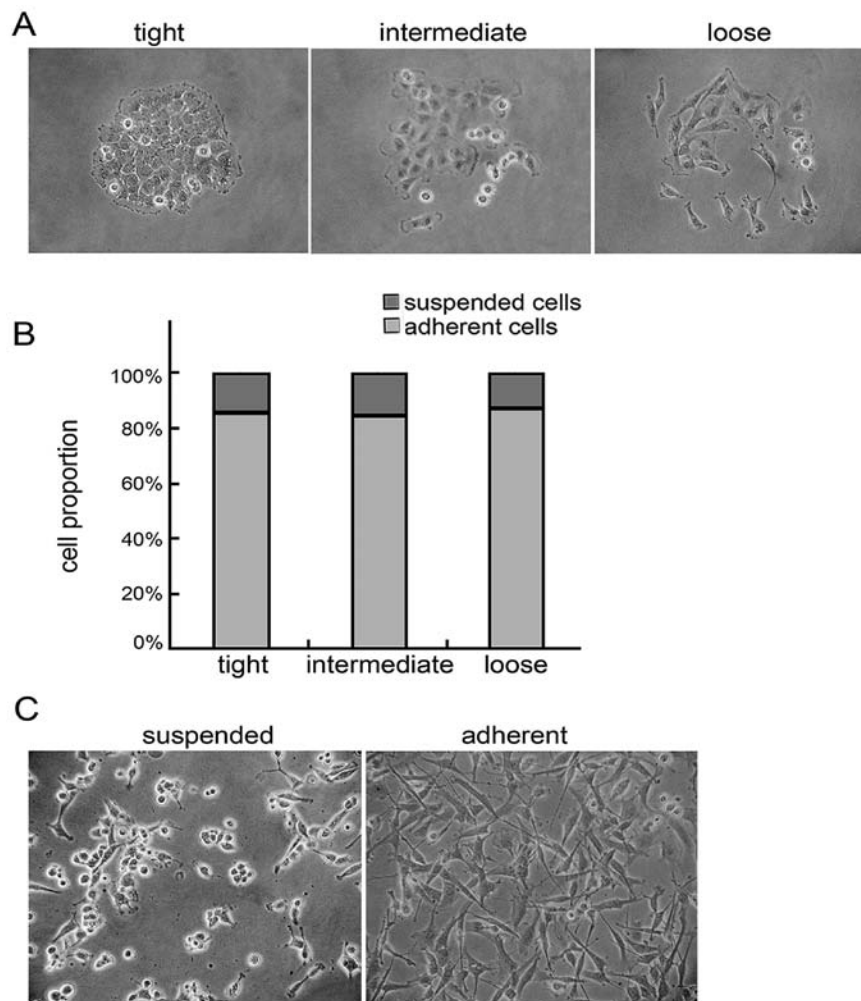 A
tight intermediate loose
suspended cells
adherent cells
B
100%
80%
60%
40%
20%
0%
cell proportion
tight intermediate loose
C
suspended adherent